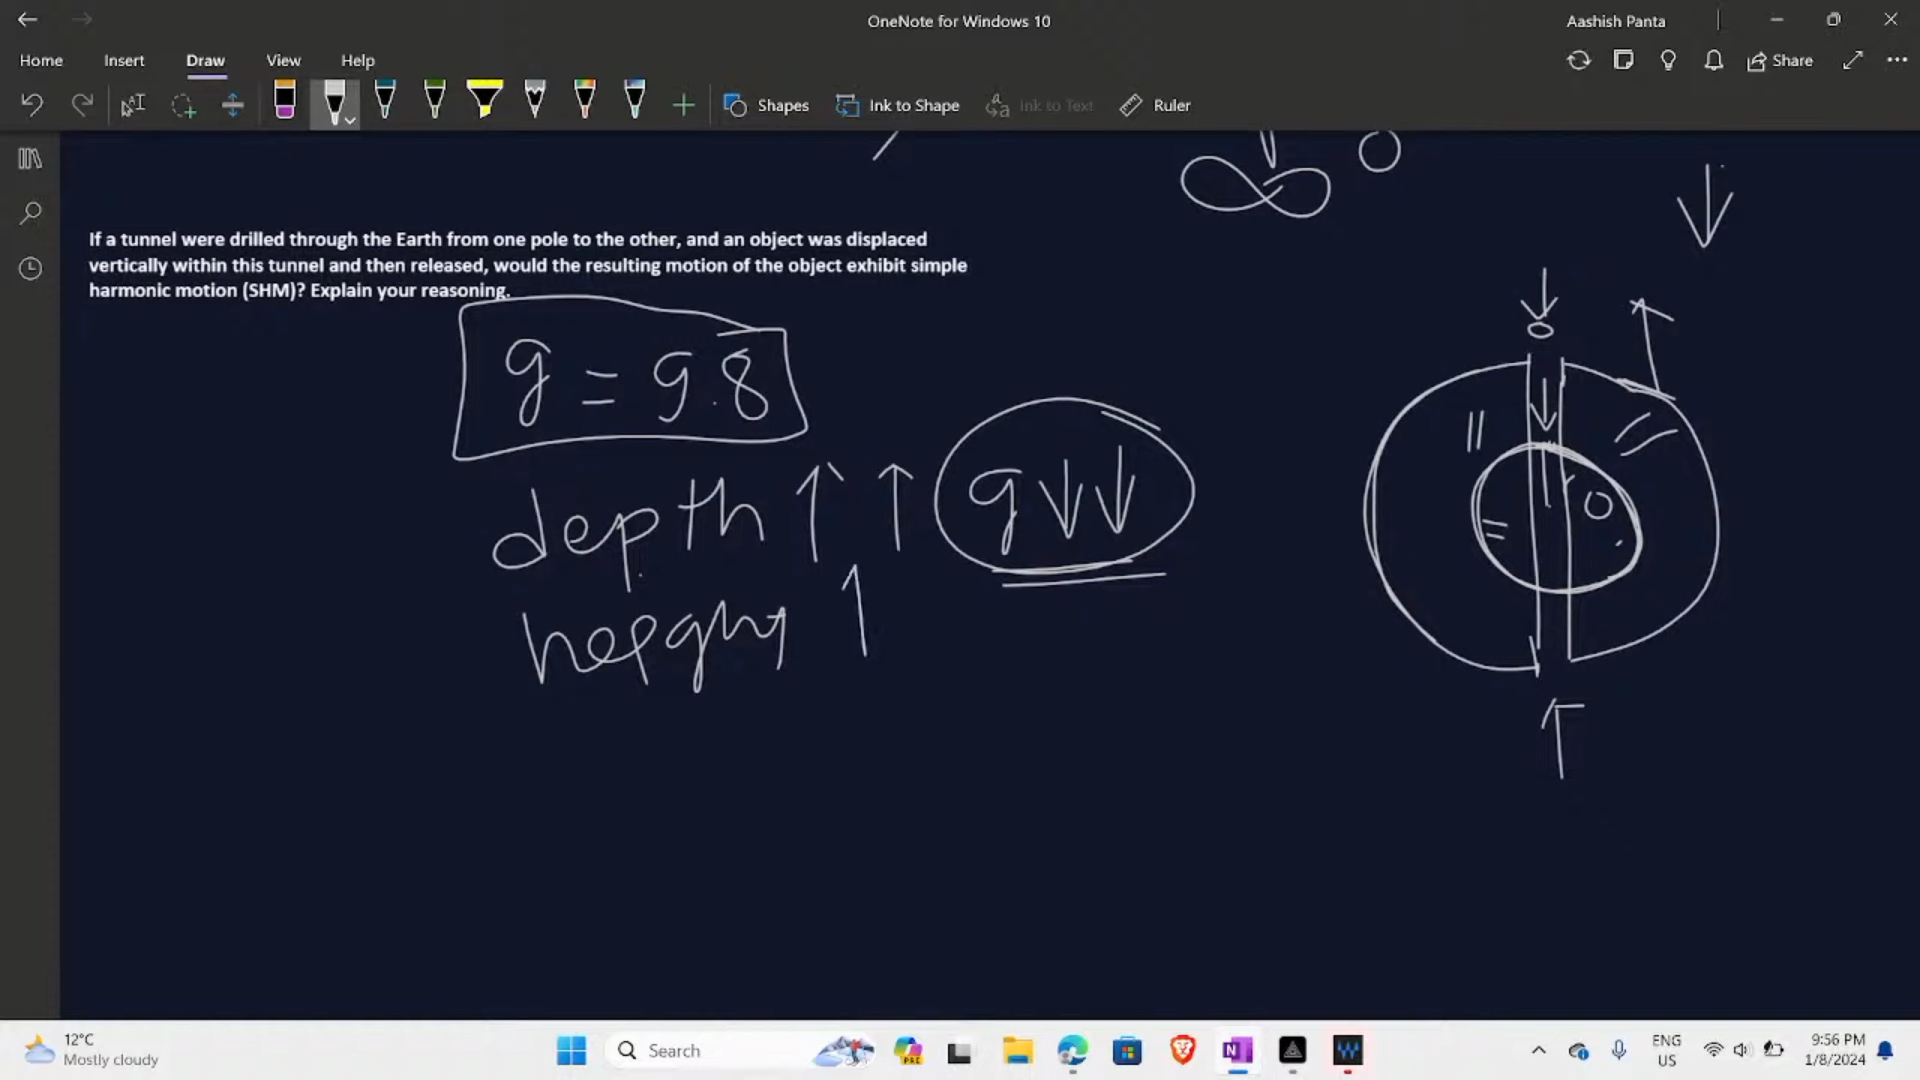 OneNote for Windows 10
Aashish Panta
Home Insert Draw View Help
Share
Shapes Ink to Shape Ink to Text Ruler
∞ 0
If a tunnel were drilled through the Earth from one pole to the other, and an object was displaced
vertically within this tunnel and then released, would the resulting motion of the object exhibit simple
harmonic motion (SHM)? Explain your reasoning.
g = 9.8
depth ↑ ↑ g ↓↓
height ↑
12°C
Mostly cloudy
Search
PRE
ENG
US
9:56 PM
1/8/2024